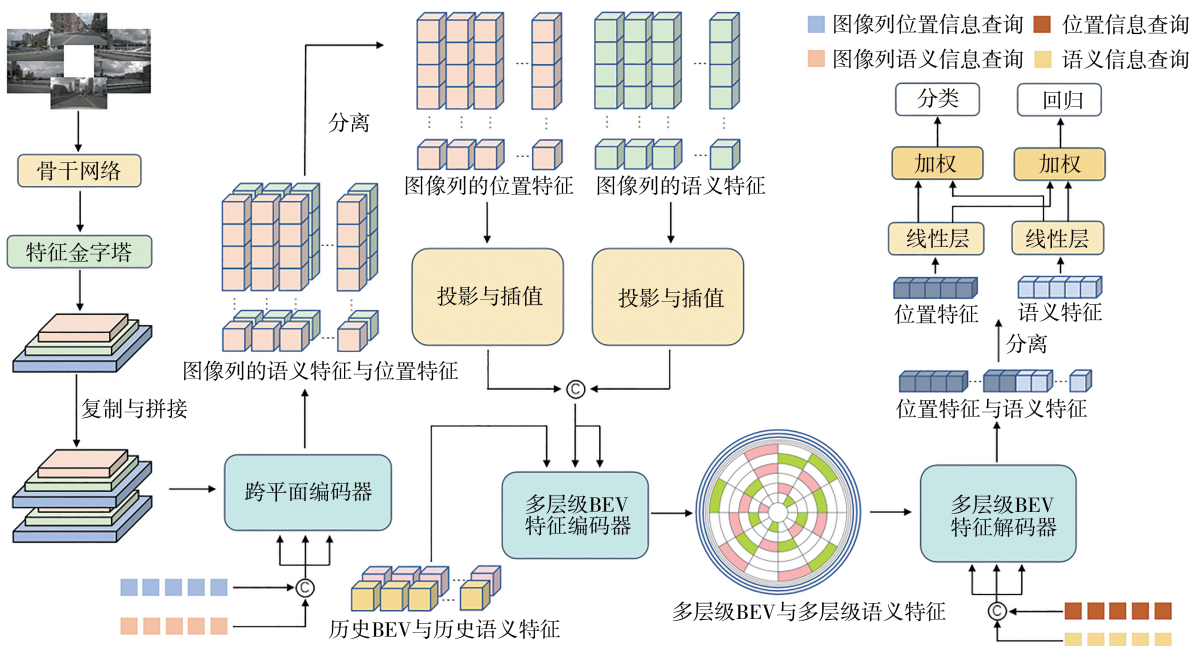 图像列位置信息查询
位置信息查询
图像列语义信息查询
语义信息查询
骨干网络
特征金字塔
复制与拼接
图像列的语义特征与位置特征
分离
图像列的位置特征
图像列的语义特征
投影与插值
投影与插值
C
跨平面编码器
C
历史BEV与历史语义特征
多层级BEV
特征编码器
多层级BEV与多层级语义特征
分类
回归
加权
加权
线性层
线性层
位置特征
语义特征
分离
位置特征与语义特征
多层级BEV
特征解码器
C